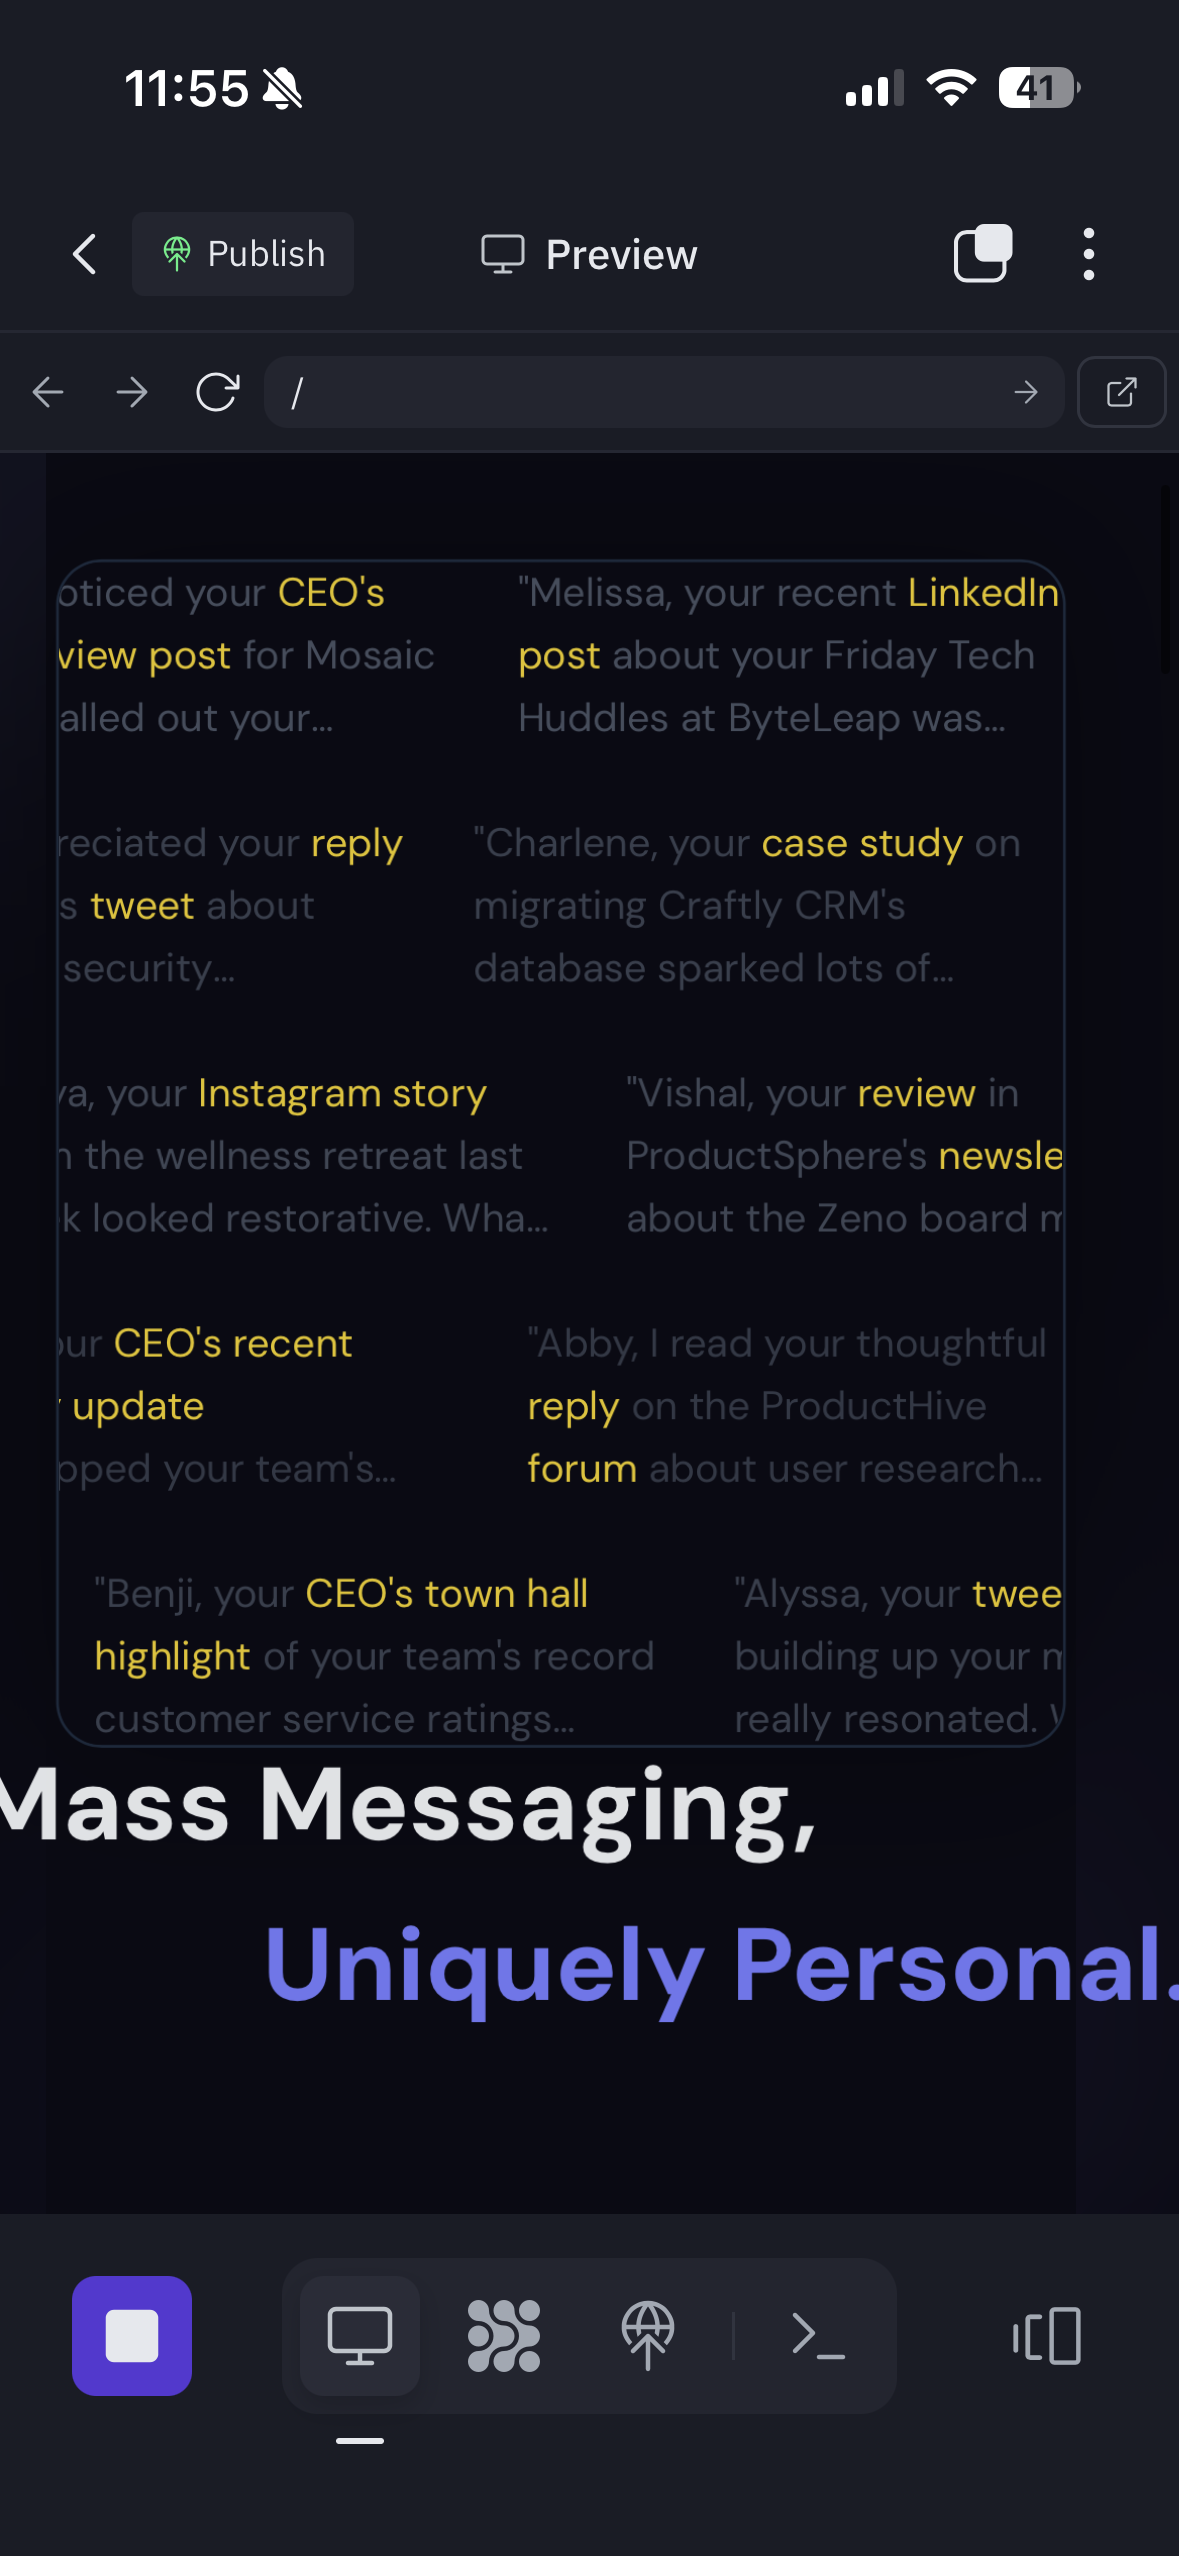 11:55
41
Publish
Preview
/
oticed your CEO's
view post for Mosaic
alled out your...
"Melissa, your recent LinkedIn
post about your Friday Tech
Huddles at ByteLeap was...
reciated your reply
s tweet about
security...
"Charlene, your case study on
migrating Craftly CRM's
database sparked lots of...
ya, your Instagram story
n the wellness retreat last
k looked restorative. Wha...
"Vishal, your review in
ProductSphere's newsle
about the Zeno board m
our CEO's recent
update
pped your team's...
"Abby, I read your thoughtful
reply on the ProductHive
forum about user research...
"Benji, your CEO's town hall
highlight of your team's record
customer service ratings...
"Alyssa, your twee
building up your m
really resonated.
Mass Messaging,
Uniquely Personal.